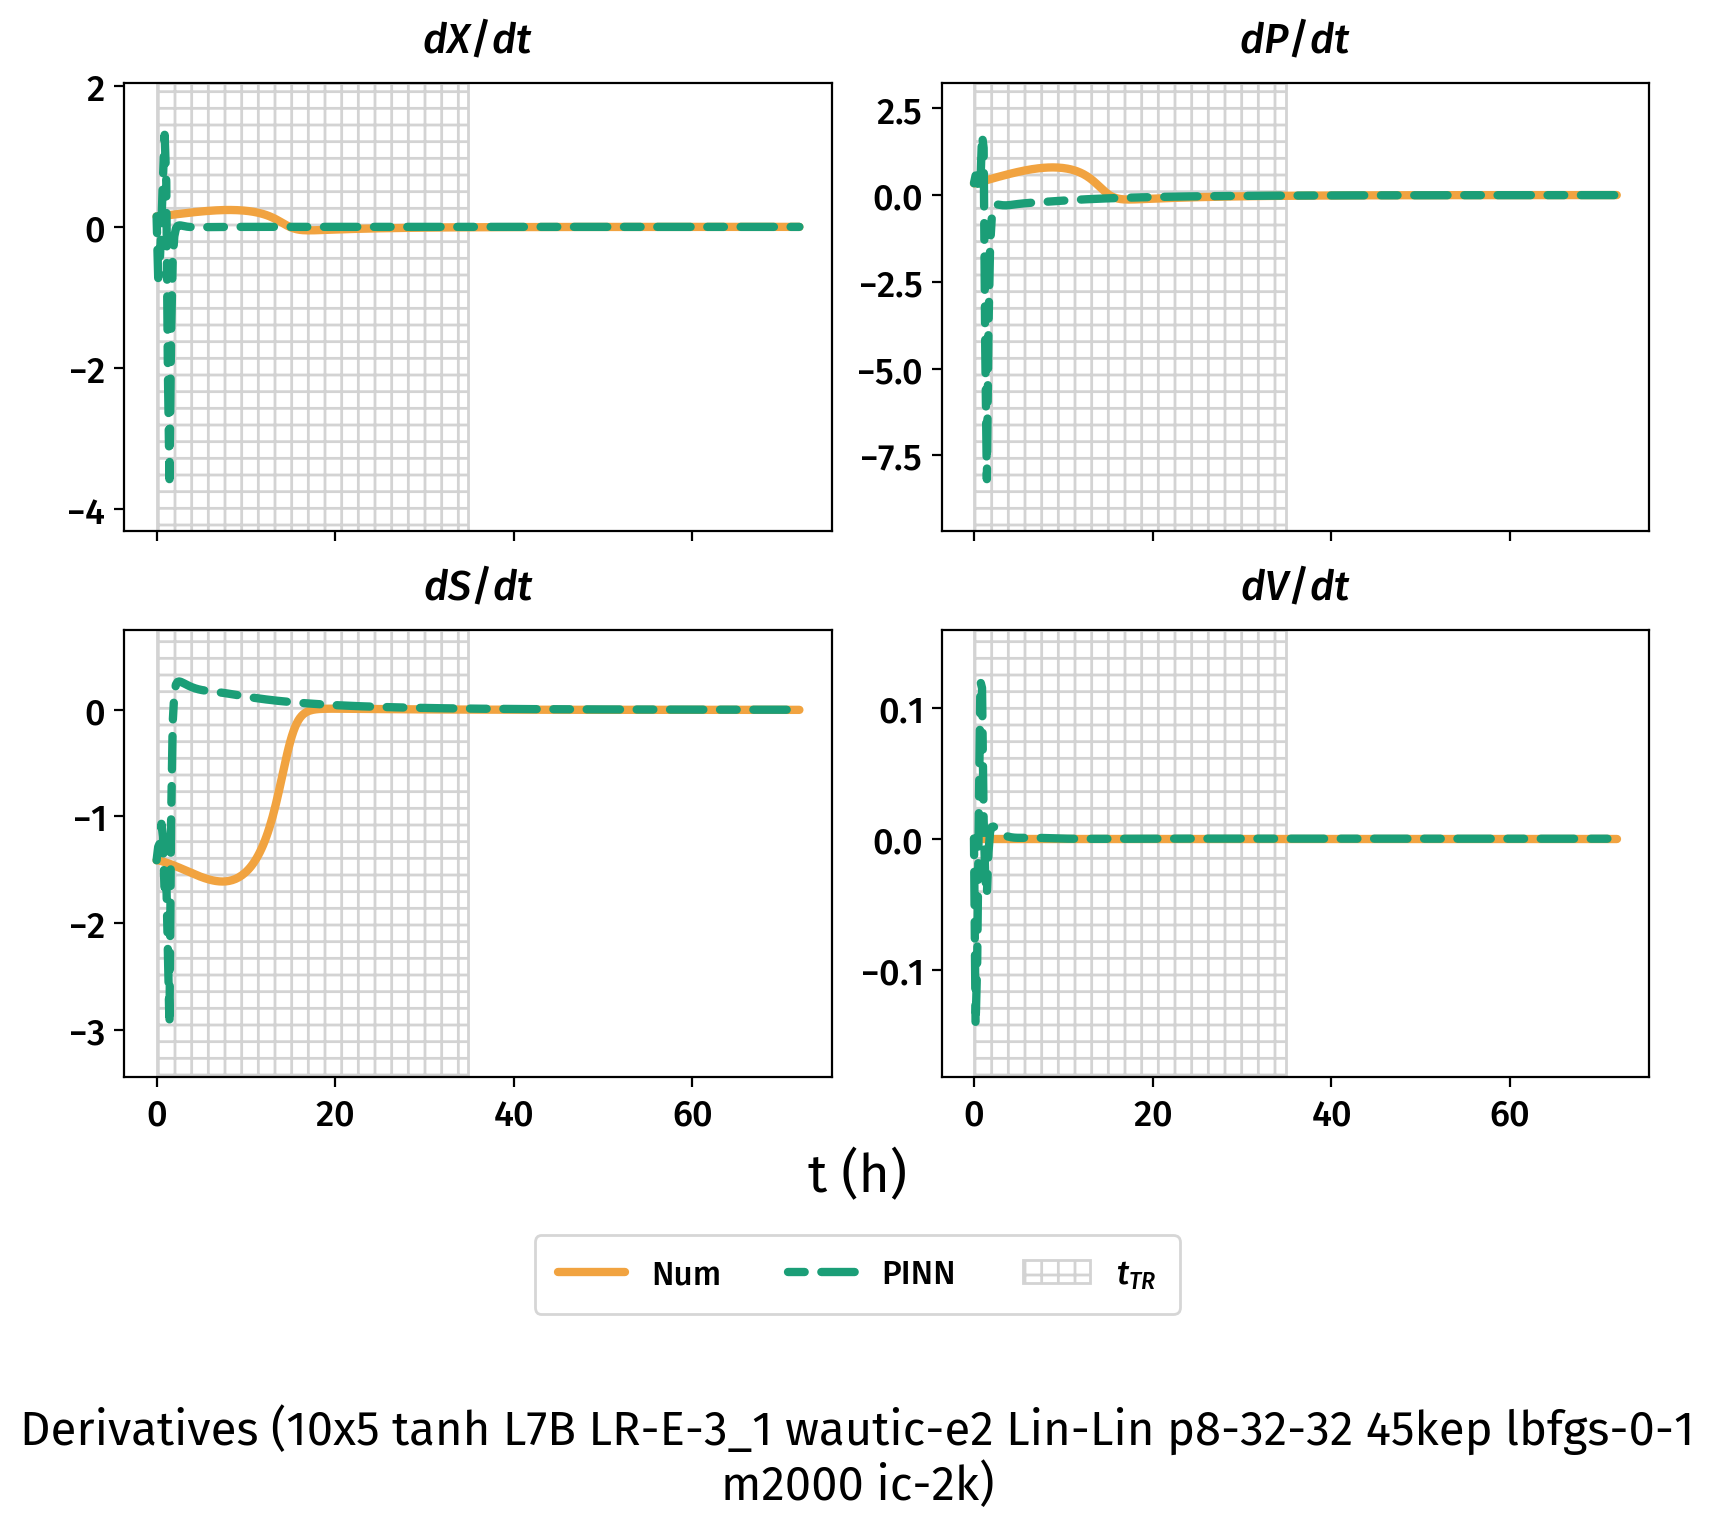 dX/dt
dP/dt
2
0
−2
−4
2.5
0.0
−2.5
−5.0
−7.5
dS/dt
dV/dt
0
−1
−2
−3
0.1
0.0
−0.1
0 20 40 60
0 20 40 60
t (h)
Num PINN tTR
Derivatives (10x5 tanh L7B LR-E-3_1 wautic-e2 Lin-Lin p8-32-32 45kep lbfgs-0-1
m2000 ic-2k)